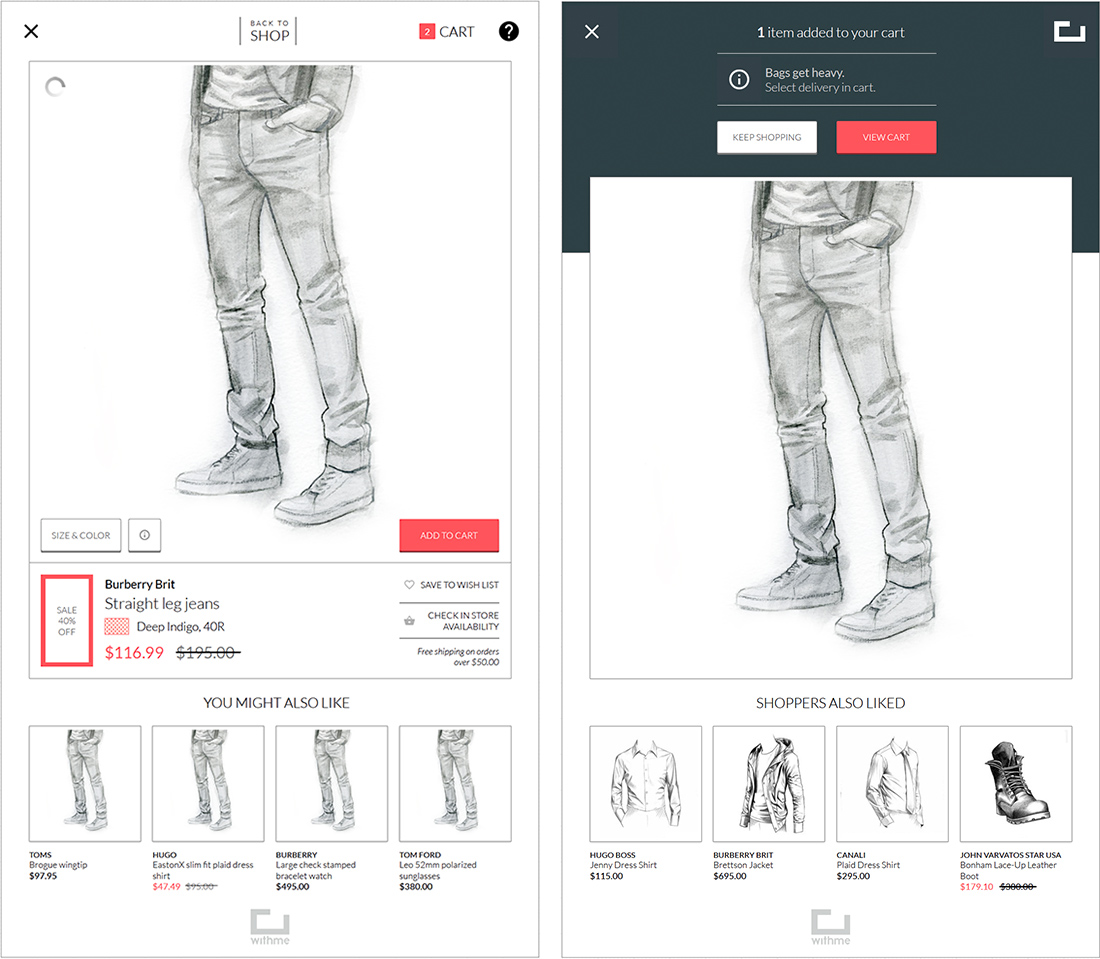 BACK TO
SHOP
2 CART
?
SIZE & COLOR
ADD TO CART
SALE
40%
OFF
Burberry Brit
Straight leg jeans
Deep Indigo, 40R
$116.99 $195.00
SAVE TO WISH LIST
CHECK IN STORE
AVAILABILITY
Free shipping on orders
over $50.00
YOU MIGHT ALSO LIKE
TOMS
Brogue wingtip
$97.95
HUGO
EastonX slim fit plaid dress
shirt
$47.49 $95.00
BURBERRY
Large check stamped
bracelet watch
$495.00
TOM FORD
Leo 52mm polarized
sunglasses
$380.00
withme
1 item added to your cart
Bags get heavy.
Select delivery in cart.
KEEP SHOPPING
VIEW CART
SHOPPERS ALSO LIKED
HUGO BOSS
Jenny Dress Shirt
$115.00
BURBERRY BRIT
Brettson Jacket
$695.00
CANALI
Plaid Dress Shirt
$295.00
JOHN VARVATOS STAR USA
Bonham Lace-Up Leather
Boot
$179.10 $380.00
withme